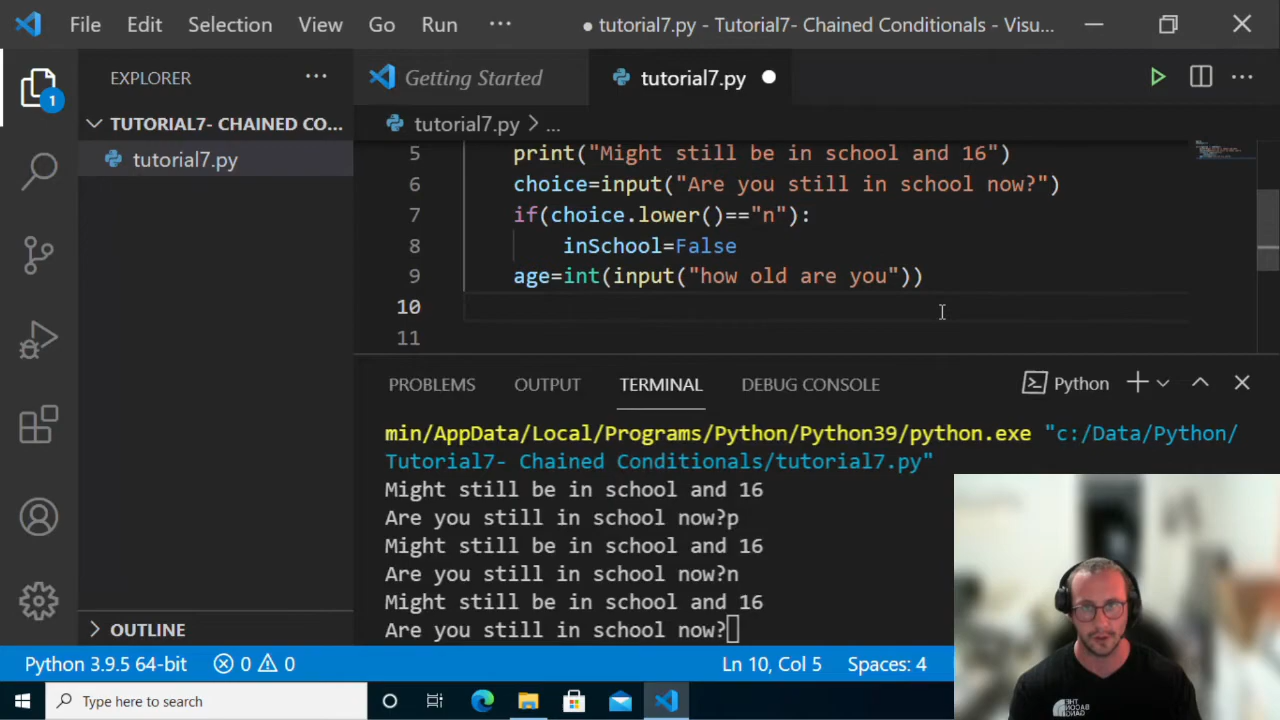 File Edit Selection View Go Run ··· ● tutorial7.py - Tutorial7- Chained Conditionals - Visu...
EXPLORER ···
Getting Started
tutorial7.py
1
TUTORIAL7- CHAINED CO...
tutorial7.py > ...
tutorial7.py
5 print("Might still be in school and 16")
6 choice=input("Are you still in school now?")
7 if(choice.lower()=="n"):
8 inSchool=False
9 age=int(input("how old are you"))
10
11
PROBLEMS OUTPUT TERMINAL DEBUG CONSOLE Python
min/AppData/Local/Programs/Python/Python39/python.exe "c:/Data/Python/
Tutorial7- Chained Conditionals/tutorial7.py"
Might still be in school and 16
Are you still in school now?p
Might still be in school and 16
Are you still in school now?n
Might still be in school and 16
Are you still in school now?
OUTLINE
Python 3.9.5 64-bit 0 0 Ln 10, Col 5 Spaces: 4
Type here to search
THE
BACON
GANG